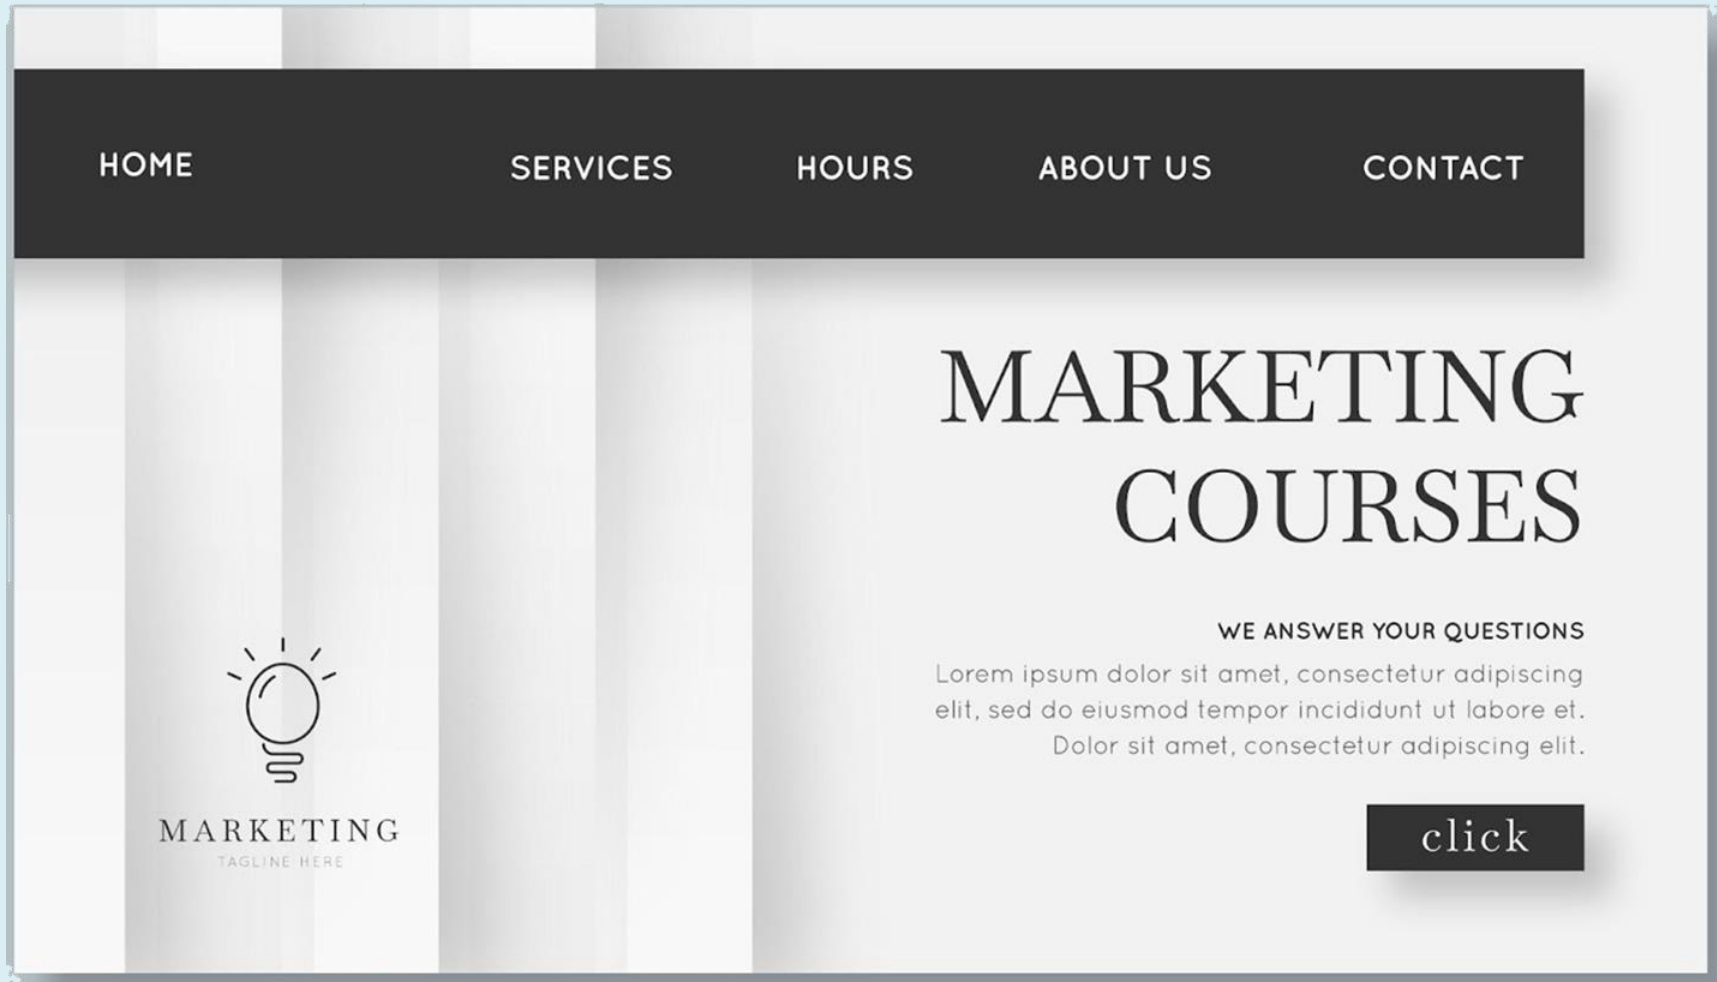 HOME SERVICES HOURS ABOUT US CONTACT
MARKETING
COURSES
WE ANSWER YOUR QUESTIONS
Lorem ipsum dolor sit amet, consectetur adipiscing
elit, sed do eiusmod tempor incididunt ut labore et.
Dolor sit amet, consectetur adipiscing elit.
click
MARKETING
TAGLINE HERE